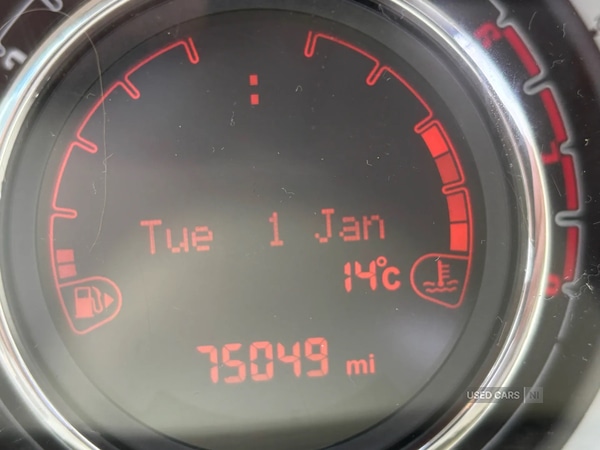 :
Tue 1 Jan
14°c
75049 mi
USED CARS NI